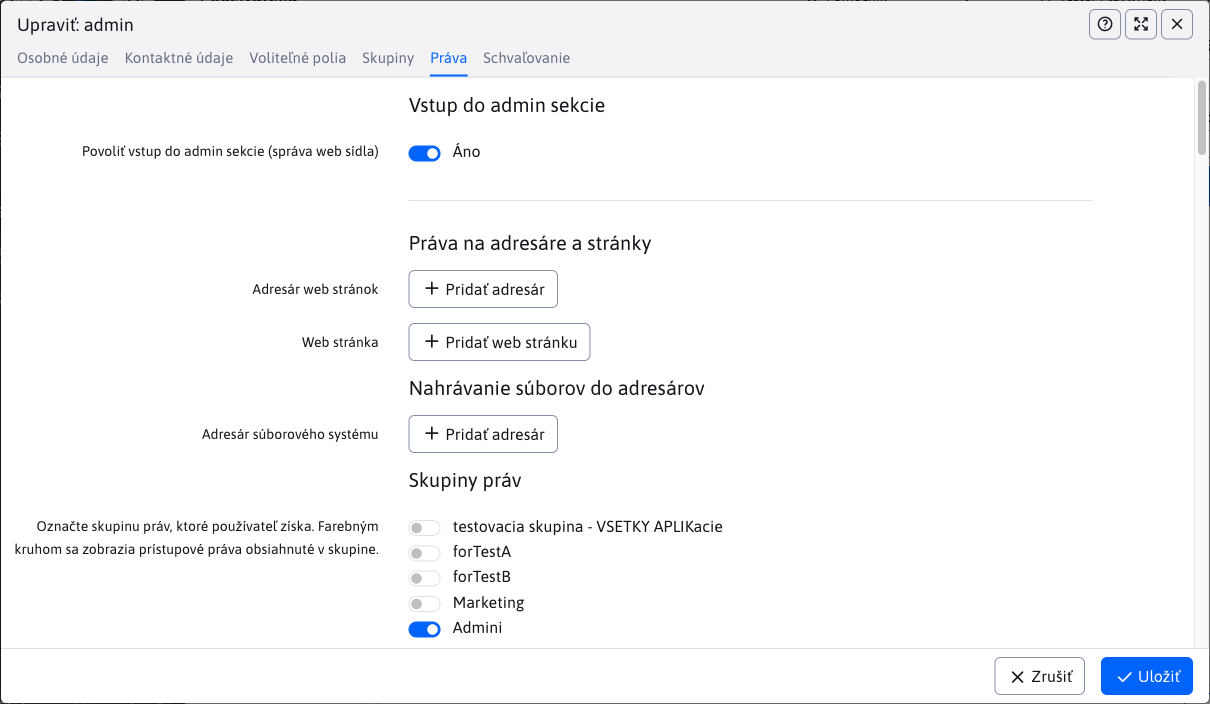 Upraviť: admin
Osobné údaje Kontaktné údaje Voliteľné polia Skupiny Práva Schvaľovanie
Vstup do admin sekcie
Povoliť vstup do admin sekcie (správa web sídla) Áno
Práva na adresáre a stránky
Adresár web stránok + Pridať adresár
Web stránka + Pridať web stránku
Nahrávanie súborov do adresárov
Adresár súborového systému + Pridať adresár
Skupiny práv
Označte skupinu práv, ktoré používateľ získa. Farebným
kruhom sa zobrazia prístupové práva obsiahnuté v skupine.
testovacia skupina - VSETKY APLIKacie
forTestA
forTestB
Marketing
Admini
Zrušiť Uložiť